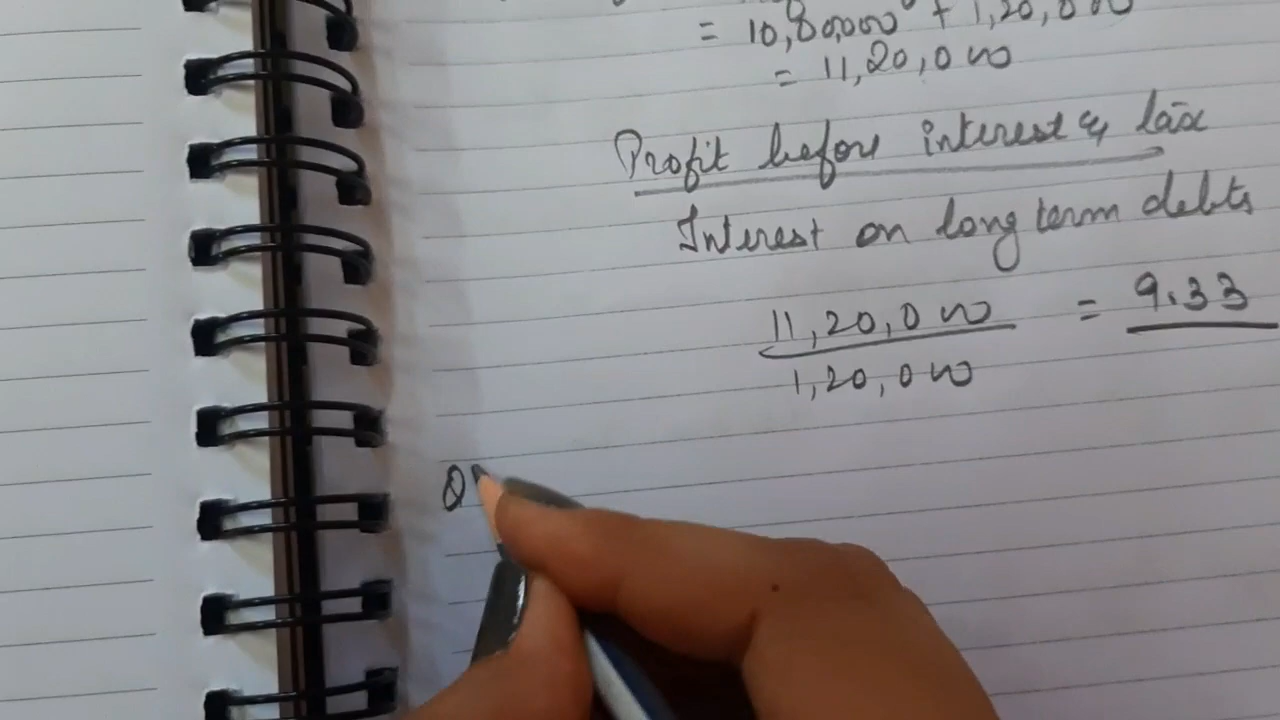 = 10,80,000 + 1,20,000
= 11,20,000
Profit before interest & tax
Interest on long term debts
11,20,000 = 9.33
1,20,000